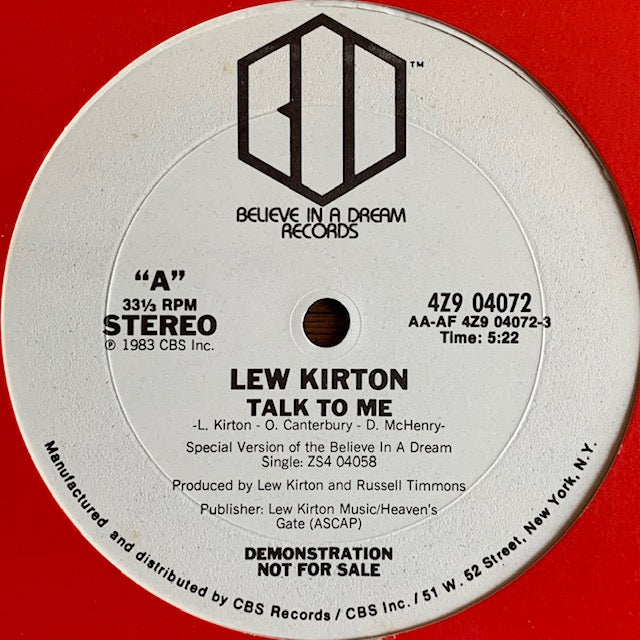 BID
™
BELIEVE IN A DREAM
RECORDS
"A"
33⅓ RPM
STEREO
℗ 1983 CBS Inc.
4Z9 04072
AA-AF 4Z9 04072-3
Time: 5:22
LEW KIRTON
TALK TO ME
-L. Kirton - O. Canterbury - D. McHenry-
Special Version of the Believe In A Dream
Single: ZS4 04058
Produced by Lew Kirton and Russell Timmons
Publisher: Lew Kirton Music/Heaven's
Gate (ASCAP)
DEMONSTRATION
NOT FOR SALE
Manufactured and distributed by CBS Records / CBS Inc. / 51 W. 52 Street, New York, N.Y.